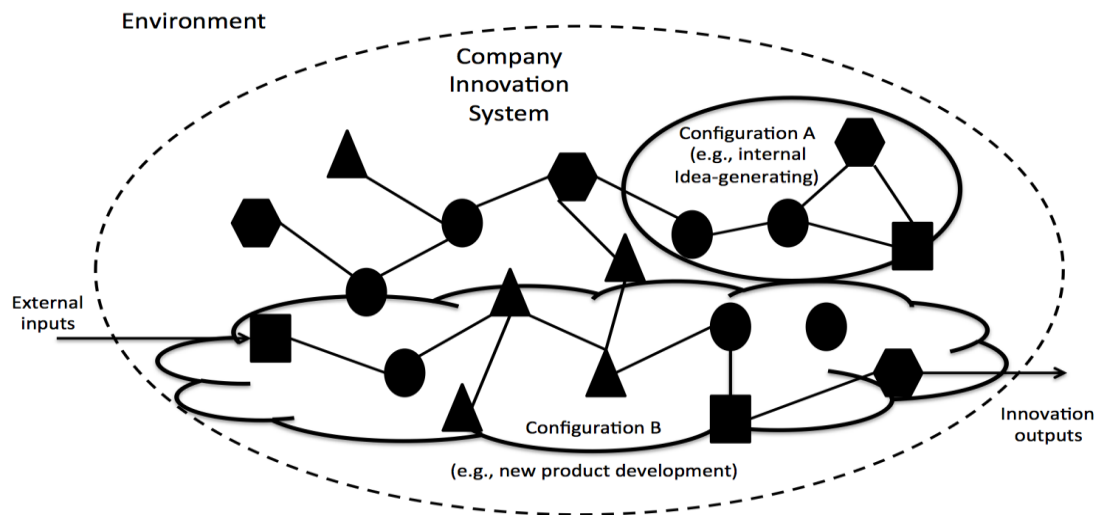 Environment
Company
Innovation
System
Configuration A
(e.g., internal
Idea-generating)
External
inputs
Innovation
outputs
Configuration B
(e.g., new product development)